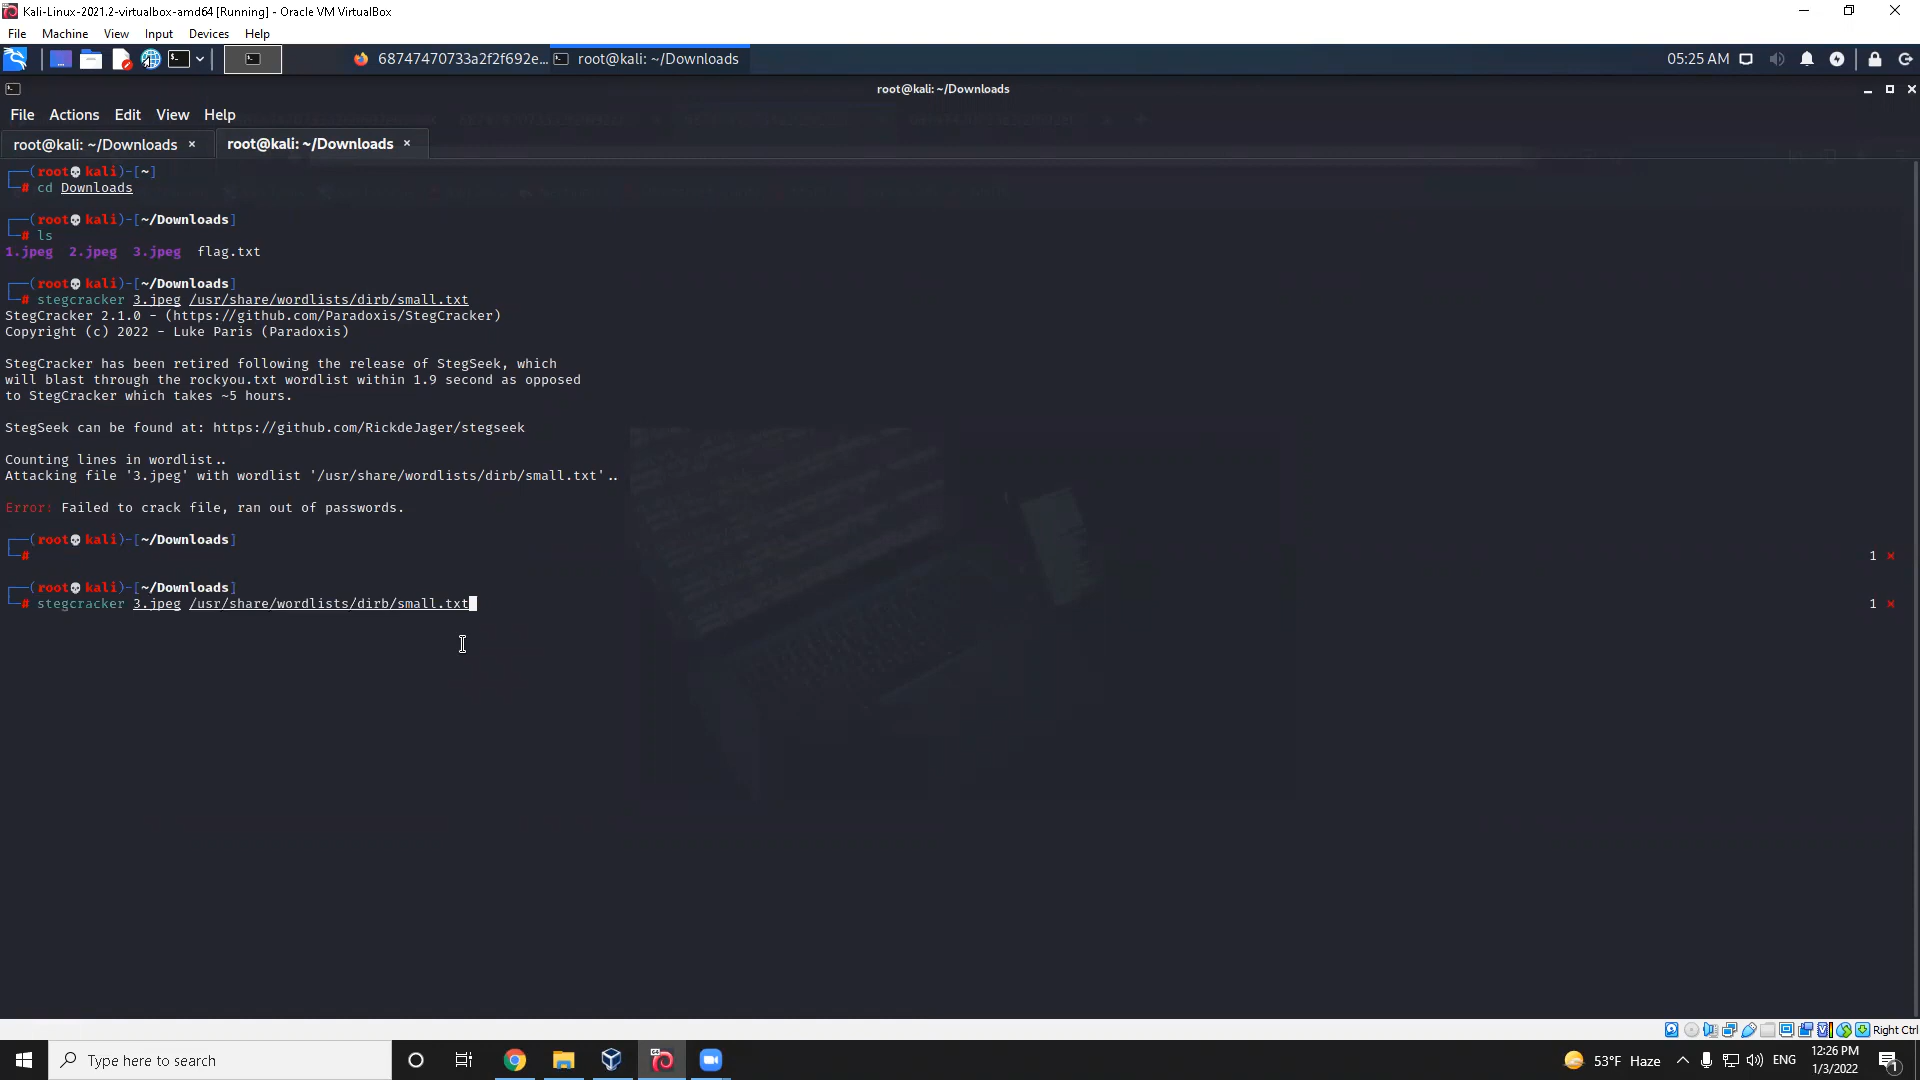 Kali-Linux-2021.2-virtualbox-amd64 [Running] - Oracle VM VirtualBox
File Machine View Input Devices Help
68747470733a2f2f692e... root@kali: ~/Downloads 05:25 AM
root@kali: ~/Downloads
File Actions Edit View Help
root@kali: ~/Downloads × root@kali: ~/Downloads ×
┌──(root💀kali)-[~]
└─# cd Downloads
┌──(root💀kali)-[~/Downloads]
└─# ls
1.jpeg 2.jpeg 3.jpeg flag.txt
┌──(root💀kali)-[~/Downloads]
└─# stegcracker 3.jpeg /usr/share/wordlists/dirb/small.txt
StegCracker 2.1.0 - (https://github.com/Paradoxis/StegCracker)
Copyright (c) 2022 - Luke Paris (Paradoxis)
StegCracker has been retired following the release of StegSeek, which
will blast through the rockyou.txt wordlist within 1.9 second as opposed
to StegCracker which takes ~5 hours.
StegSeek can be found at: https://github.com/RickdeJager/stegseek
Counting lines in wordlist..
Attacking file '3.jpeg' with wordlist '/usr/share/wordlists/dirb/small.txt'..
Error: Failed to crack file, ran out of passwords.
┌──(root💀kali)-[~/Downloads]
└─# 1 ×
┌──(root💀kali)-[~/Downloads]
└─# stegcracker 3.jpeg /usr/share/wordlists/dirb/small.txt 1 ×
Right Ctrl
Type here to search 53°F Haze ENG 12:26 PM
1/3/2022 1